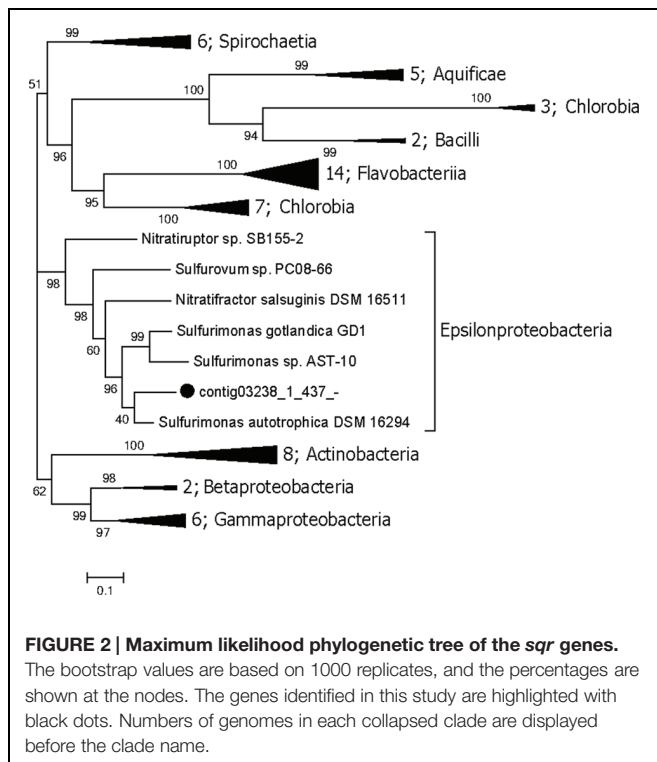 99
6; Spirochaetia
51
99
5; Aquificae
100
100
3; Chlorobia
94
2; Bacilli
99
96
100
14; Flavobacteriia
95
7; Chlorobia
100
Nitratiruptor sp. SB155-2
98
Sulfurovum sp. PC08-66
98
Nitratifractor salsuginis DSM 16511
60
Sulfurimonas gotlandica GD1
99
Epsilonproteobacteria
Sulfurimonas sp. AST-10
96
contig03238_1_437_-
40
Sulfurimonas autotrophica DSM 16294
100
8; Actinobacteria
62
98
2; Betaproteobacteria
99
6; Gammaproteobacteria
97
0.1
FIGURE 2 | Maximum likelihood phylogenetic tree of the sqr genes.
The bootstrap values are based on 1000 replicates, and the percentages are
shown at the nodes. The genes identified in this study are highlighted with
black dots. Numbers of genomes in each collapsed clade are displayed
before the clade name.